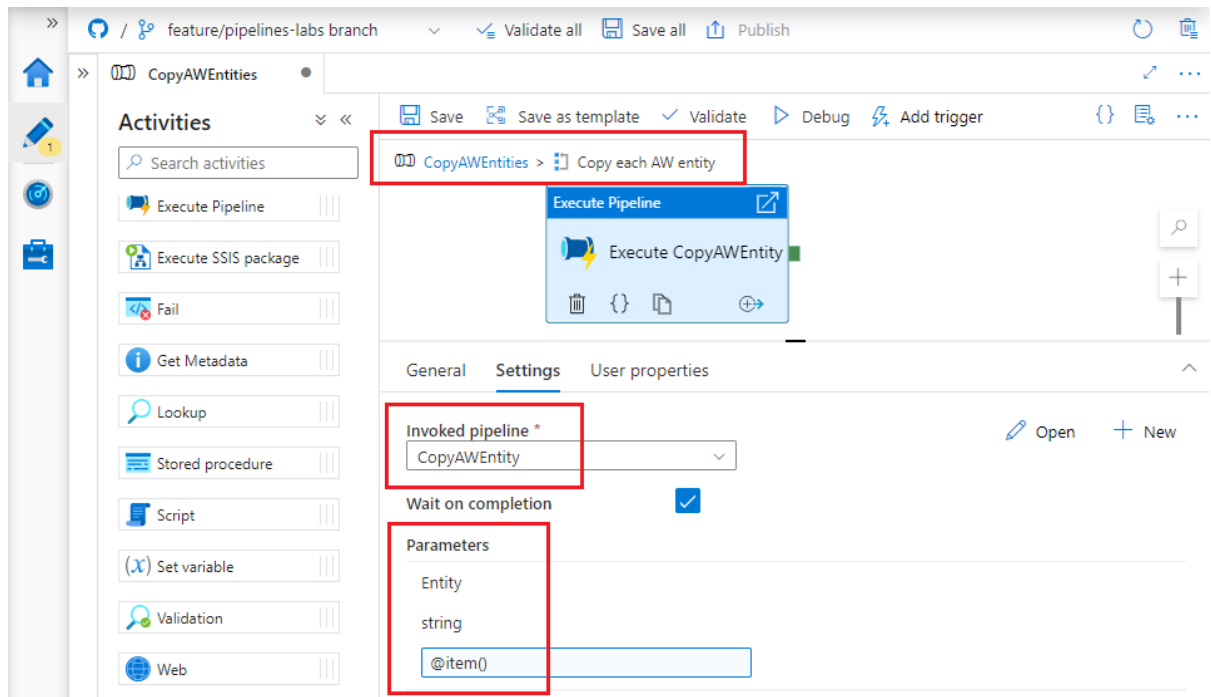 / feature/pipelines-labs branch Validate all Save all Publish
CopyAWEntities
Activities
Search activities
Execute Pipeline
Execute SSIS package
Fail
Get Metadata
Lookup
Stored procedure
Script
(x) Set variable
Validation
Web
1
Save Save as template Validate Debug Add trigger {}
CopyAWEntities > Copy each AW entity
Execute Pipeline
Execute CopyAWEntity
{}
General Settings User properties
Invoked pipeline *
CopyAWEntity
Open + New
Wait on completion
Parameters
Entity
string
@item()